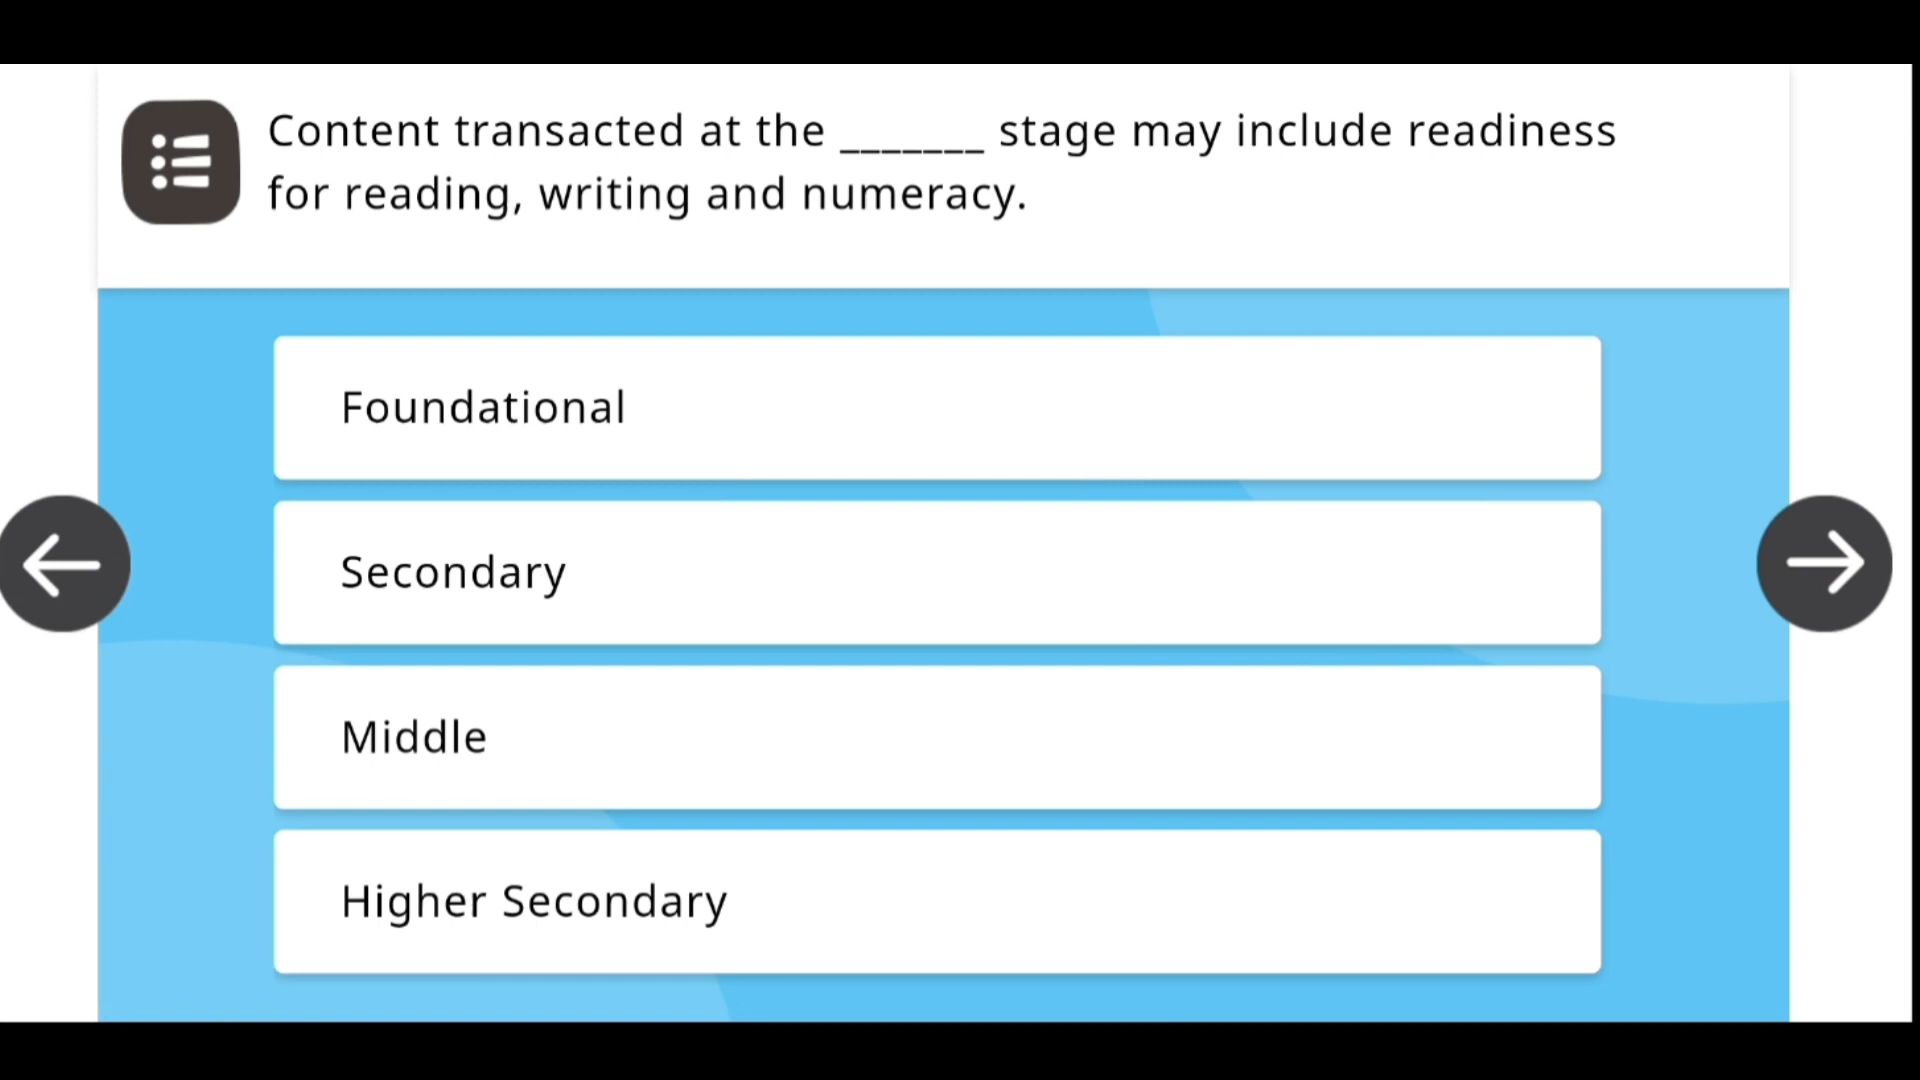 Content transacted at the _______ stage may include readiness
for reading, writing and numeracy.
Foundational
Secondary
Middle
Higher Secondary